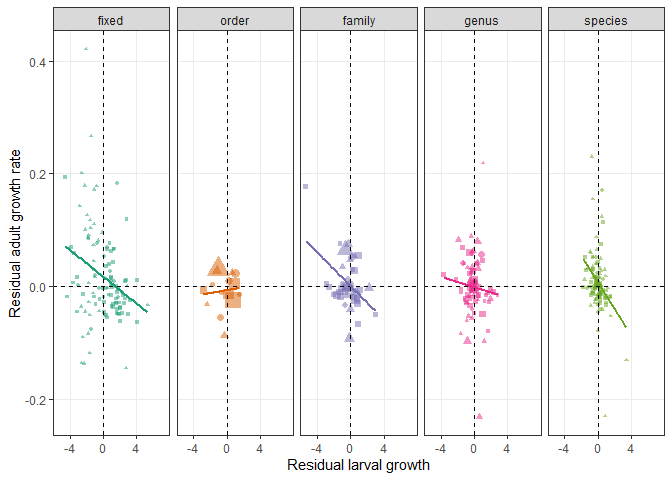 fixed order family genus species
Residual adult growth rate
0.4
0.2
0.0
-0.2
-4 0 4 -4 0 4 -4 0 4 -4 0 4 -4 0 4
Residual larval growth